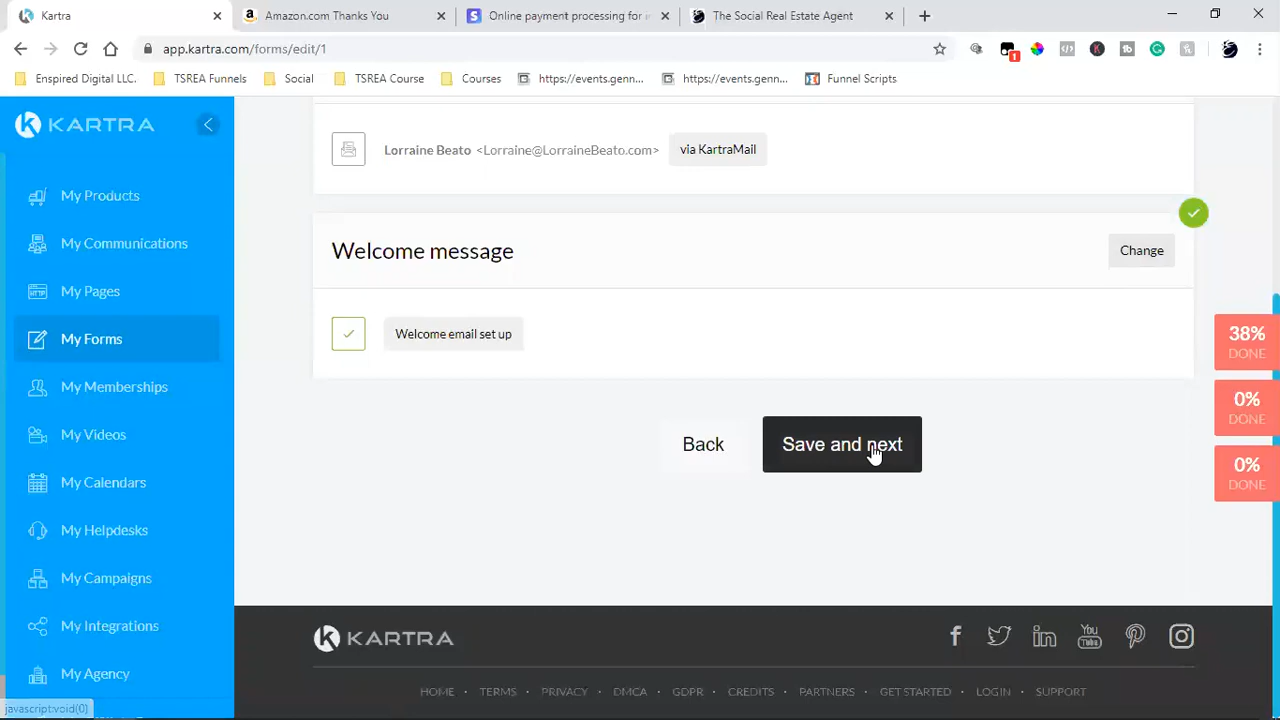 Kartra
Amazon.com Thanks You
Online payment processing for i
The Social Real Estate Agent
app.kartra.com/forms/edit/1
1
Enspired Digital LLC.
TSREA Funnels
Social
TSREA Course
Courses
https://events.genn...
https://events.genn...
Funnel Scripts
KARTRA
My Products
My Communications
HTTP
My Pages
My Forms
My Memberships
My Videos
My Calendars
My Helpdesks
My Campaigns
My Integrations
My Agency
javascript:void(0)
Lorraine Beato <Lorraine@LorraineBeato.com>
via KartraMail
Welcome message
Change
Welcome email set up
Back
Save and next
38%
DONE
0%
DONE
0%
DONE
KARTRA
You
Tube
HOME · TERMS · PRIVACY · DMCA · GDPR · CREDITS · PARTNERS · GET STARTED · LOGIN · SUPPORT